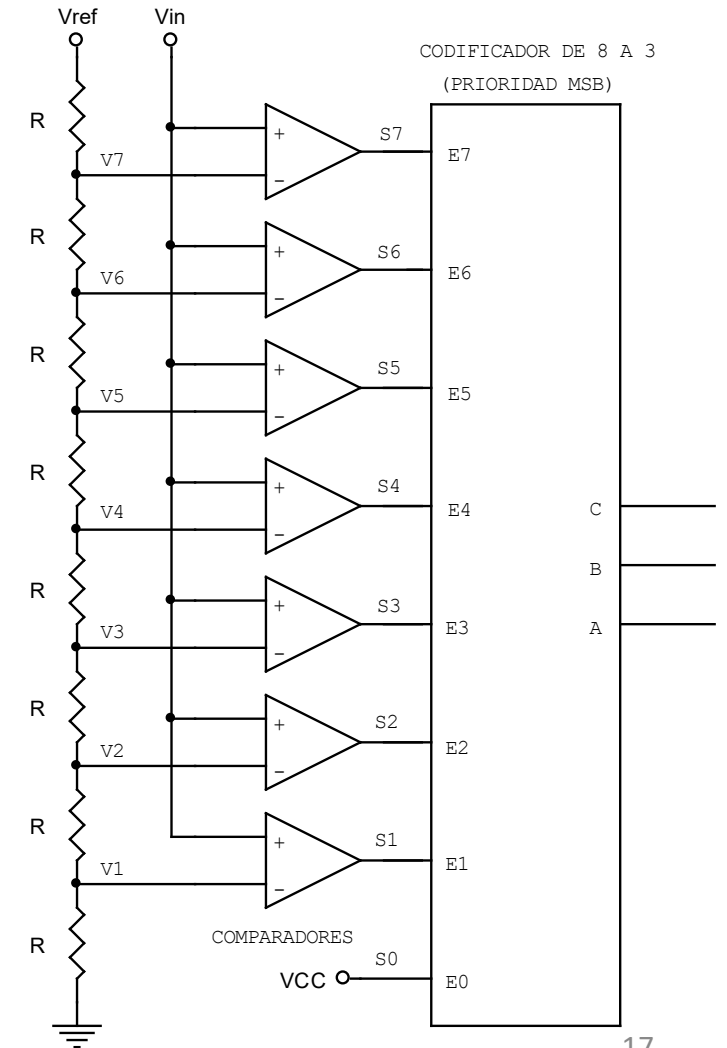 Vref Vin
CODIFICADOR DE 8 A 3
(PRIORIDAD MSB)
R
+
S7
E7
V7
−
R
+
S6
E6
V6
−
R
+
S5
E5
V5
−
R
+
S4
E4
C
V4
−
B
R
+
S3
E3
A
V3
−
R
+
S2
E2
V2
−
R
+
S1
E1
V1
−
R
COMPARADORES
S0
VCC
E0
17